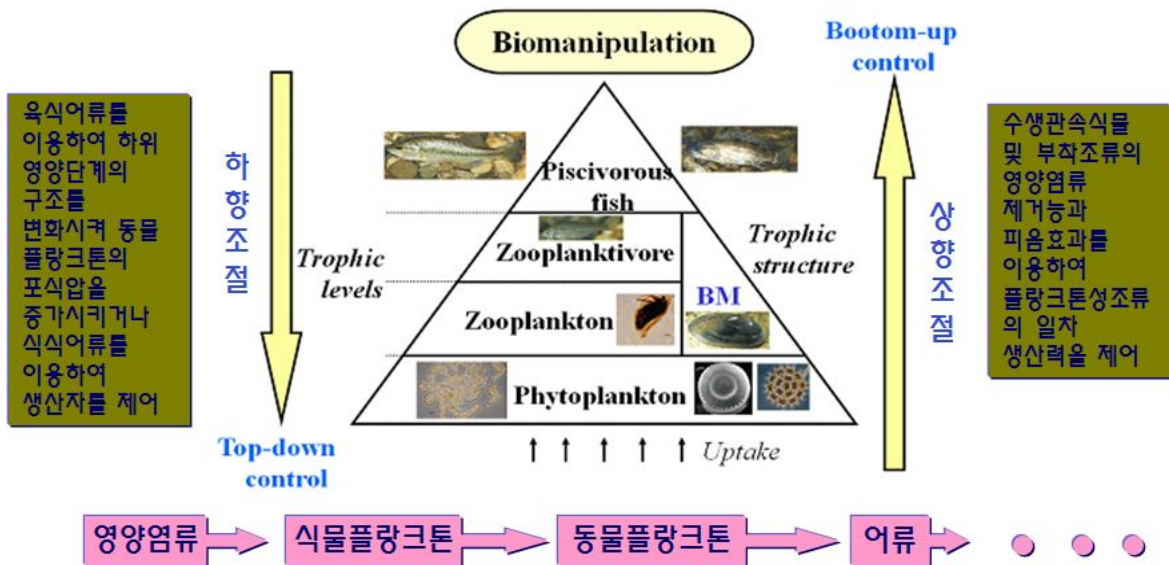 Biomanipulation
Bootom-up
control
육식어류를
이용하여 하위
영양단계의
구조를
변화시켜 동물
플랑크톤의
포식압을
증가시키거나
식식어류를
이용하여
생산자를 제어
하향조절
Top-down
control
Trophic
levels
Piscivorous
fish
Zooplanktivore
Zooplankton
BM
Phytoplankton
Uptake
Trophic
structure
상향조절
수생관속식물
및 부착조류의
영양염류
제거능과
피음효과를
이용하여
플랑크톤성조류
의 일차
생산력을 제어
영양염류
식물플랑크톤
동물플랑크톤
어류